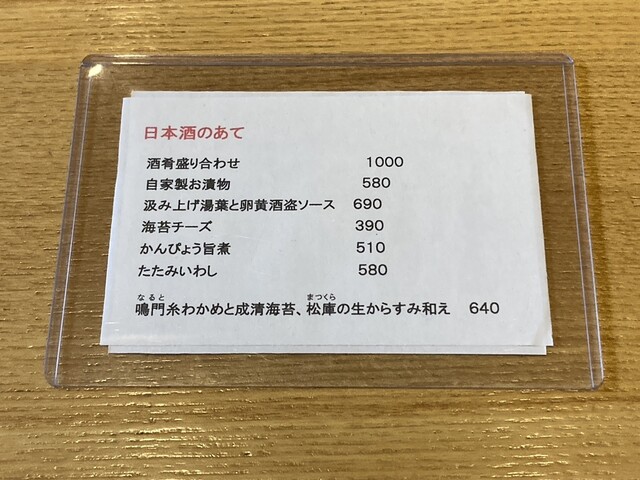 日本酒のあて
酒肴盛り合わせ 1000
自家製お漬物 580
汲み上げ湯葉と卵黄酒盗ソース 690
海苔チーズ 390
かんぴょう旨煮 510
たたみいわし 580
なると まつくら
鳴門糸わかめと成清海苔、松庫の生からすみ和え 640